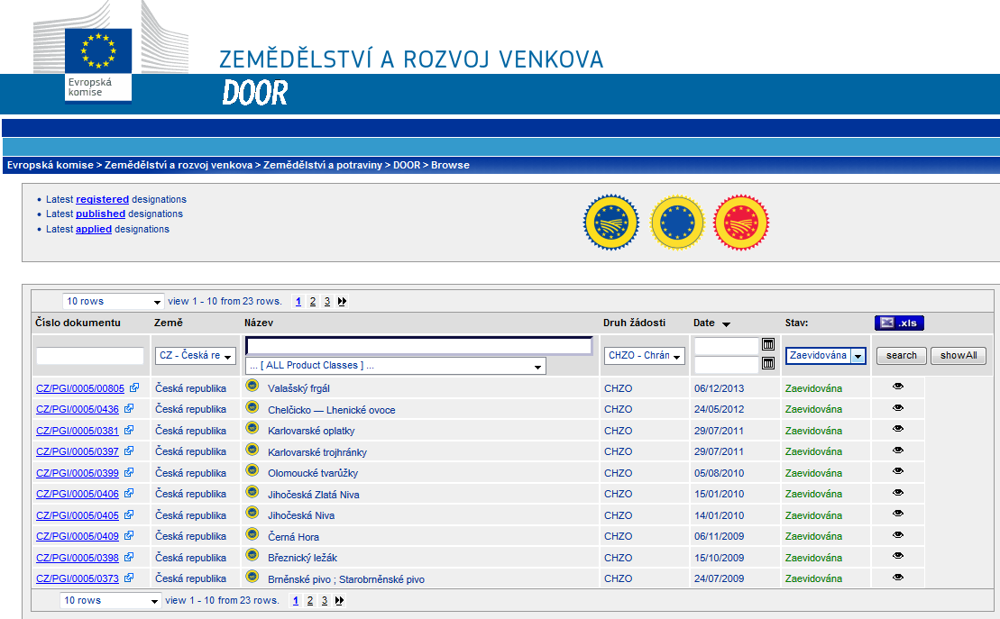 ZEMĚDĚLSTVÍ A ROZVOJ VENKOVA
DOOR
Evropská
komise
Evropská komise > Zemědělství a rozvoj venkova > Zemědělství a potraviny > DOOR > Browse
Latest registered designations
Latest published designations
Latest applied designations
10 rows view 1 - 10 from 23 rows. 1 2 3
Číslo dokumentu Země Název Druh žádosti Date Stav: .xls
CZ - Česká re CHZO - Chrán Zaevidována search showAll
... [ ALL Product Classes ] ...
CZ/PGI/0005/00805 Česká republika Valašský frgál CHZO 06/12/2013 Zaevidována
CZ/PGI/0005/0436 Česká republika Chelčicko — Lhenické ovoce CHZO 24/05/2012 Zaevidována
CZ/PGI/0005/0381 Česká republika Karlovarské oplatky CHZO 29/07/2011 Zaevidována
CZ/PGI/0005/0397 Česká republika Karlovarské trojhránky CHZO 29/07/2011 Zaevidována
CZ/PGI/0005/0399 Česká republika Olomoucké tvarůžky CHZO 05/08/2010 Zaevidována
CZ/PGI/0005/0406 Česká republika Jihočeská Zlatá Niva CHZO 15/01/2010 Zaevidována
CZ/PGI/0005/0405 Česká republika Jihočeská Niva CHZO 14/01/2010 Zaevidována
CZ/PGI/0005/0409 Česká republika Černá Hora CHZO 06/11/2009 Zaevidována
CZ/PGI/0005/0398 Česká republika Březnický ležák CHZO 15/10/2009 Zaevidována
CZ/PGI/0005/0373 Česká republika Brněnské pivo ; Starobrněnské pivo CHZO 24/07/2009 Zaevidována
10 rows view 1 - 10 from 23 rows. 1 2 3